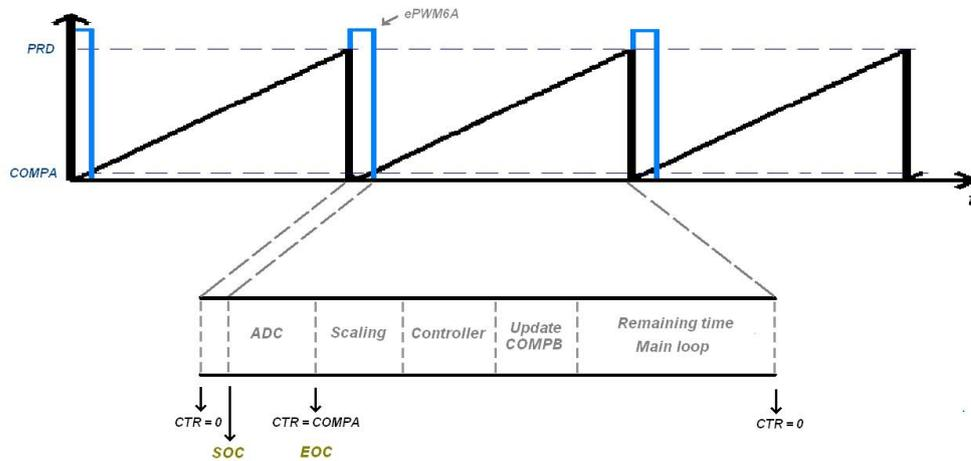 ePWM6A
PRD
COMPA
t
ADC
Scaling
Controller
Update
COMPB
Remaining time
Main loop
CTR = 0
CTR = COMPA
CTR = 0
SOC
EOC